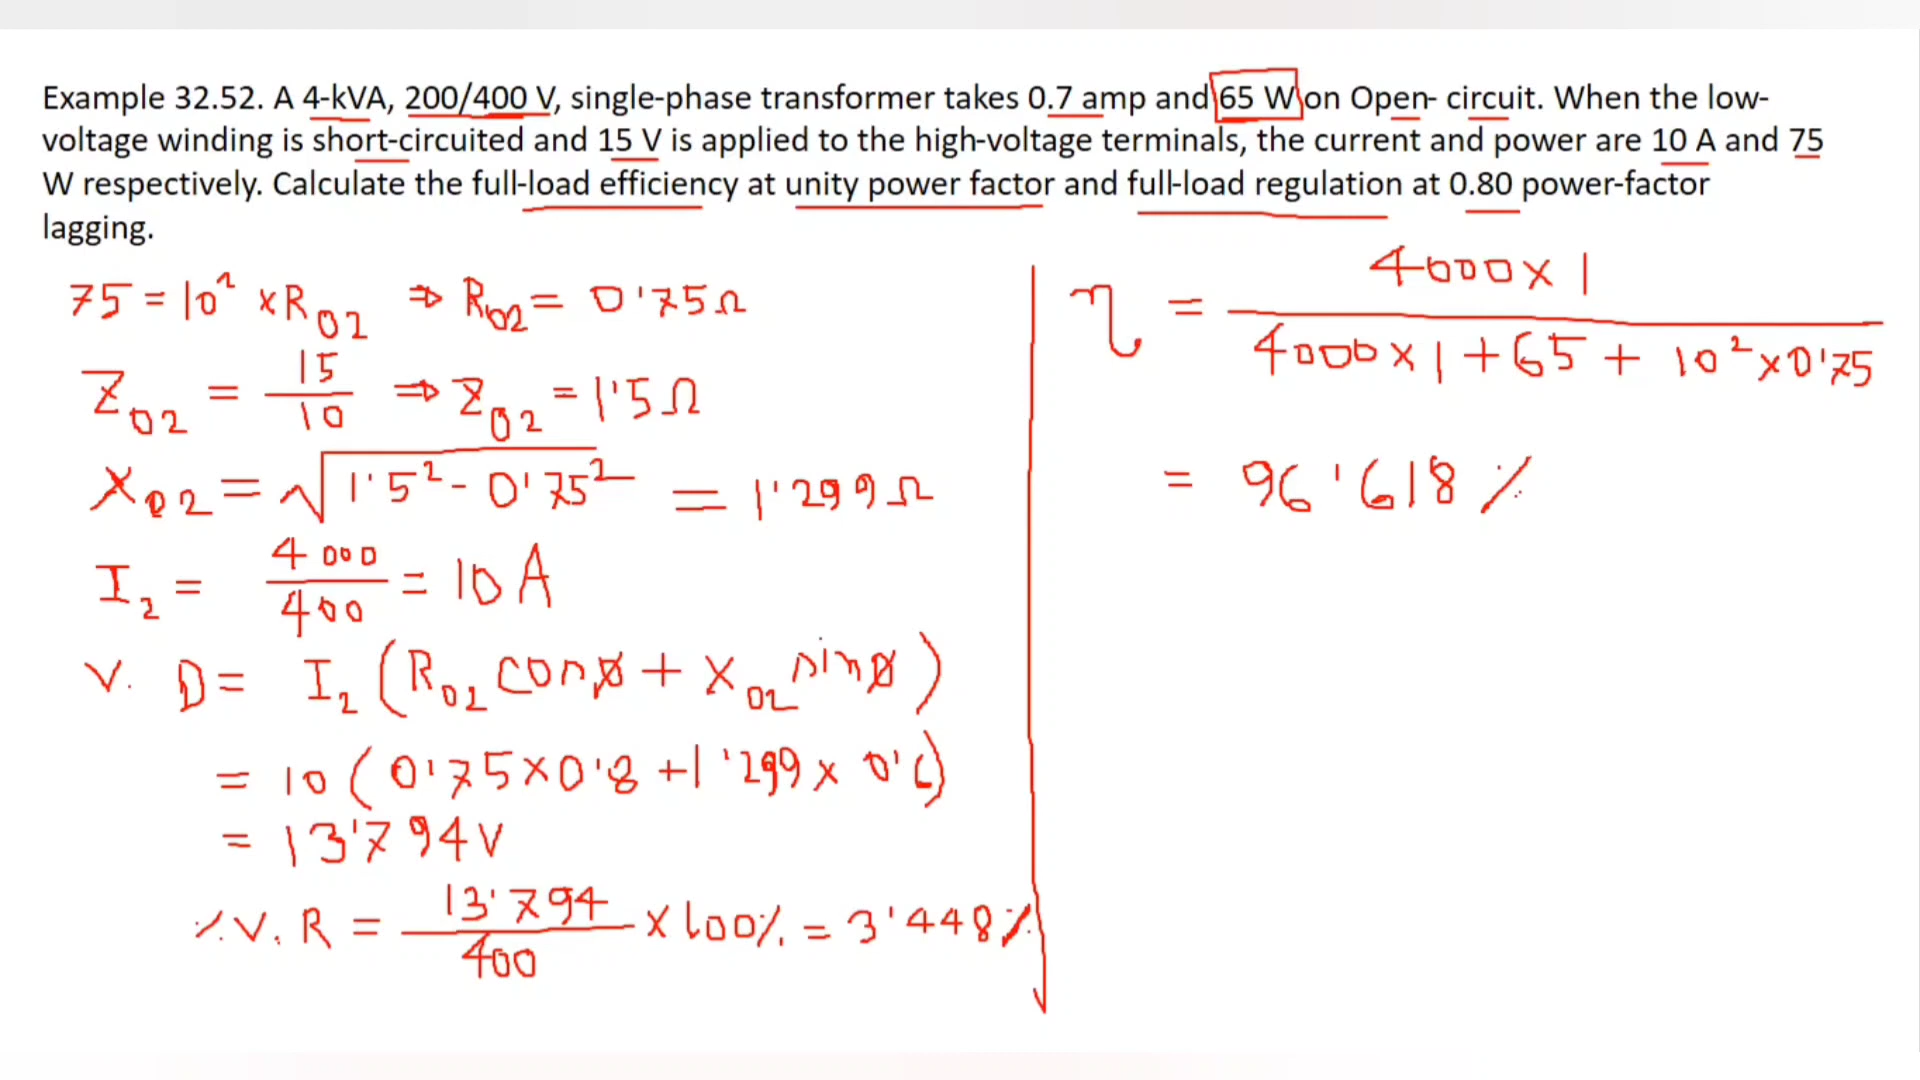 Example 32.52. A 4-kVA, 200/400 V, single-phase transformer takes 0.7 amp and 65 W on Open- circuit. When the low-
voltage winding is short-circuited and 15 V is applied to the high-voltage terminals, the current and power are 10 A and 75
W respectively. Calculate the full-load efficiency at unity power factor and full-load regulation at 0.80 power-factor
lagging.
75 = 10² × R₀₂ ⇒ R₀₂ = 0·75Ω
Z₀₂ = 15/10 ⇒ Z₀₂ = 1·5Ω
X₀₂ = √(1·5² - 0·75²) = 1·299Ω
I₂ = 4000/400 = 10 A
V. D = I₂ (R₀₂ cosφ + X₀₂ sinφ)
= 10 (0·75×0·8 + 1·299 × 0·6)
= 13·794V
% V. R = 13·794/400 × 100% = 3·448%
η = 4000×1 / 4000×1 + 65 + 10²×0·75
= 96·618 %